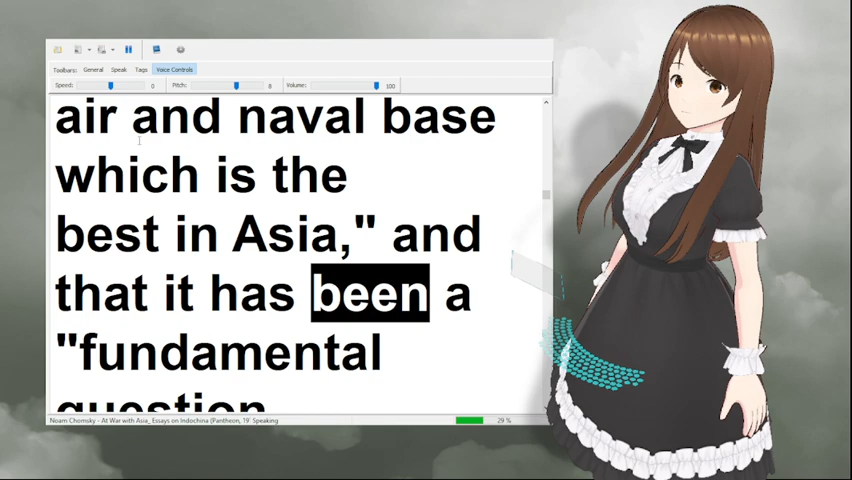 Toolbars: General Speak Tags Voice Controls
Speed: 0 Pitch: 8 Volume: 100
air and naval base
which is the
best in Asia," and
that it has been a
"fundamental
question
Noam Chomsky - At War with Asia_ Essays on Indochina (Pantheon, 19` Speaking 29 %